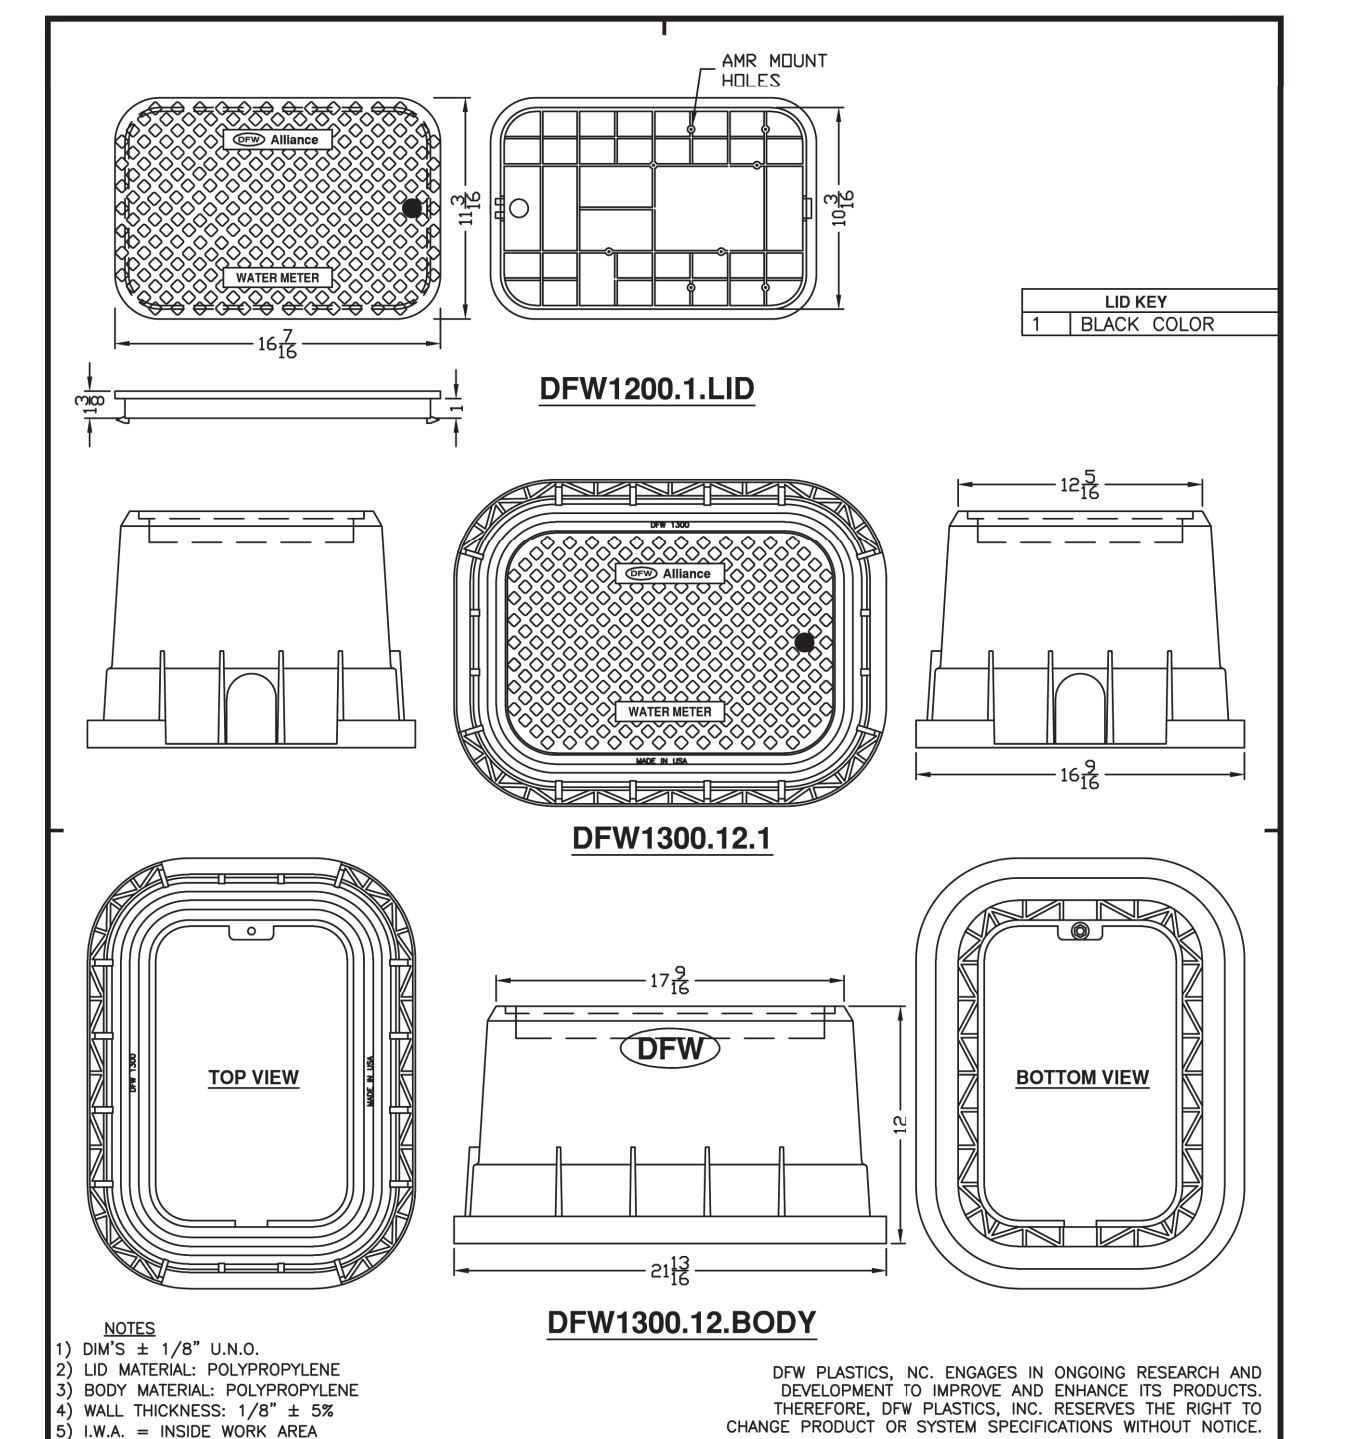 AMR MOUNT
HOLES
DFW Alliance
WATER METER
11 3/16
10 3/16
16 7/16
LID KEY
1 BLACK COLOR
1 3/8
1
DFW1200.1.LID
12 5/16
DFW 1300
DFW Alliance
WATER METER
MADE IN USA
16 9/16
DFW1300.12.1
17 9/16
DFW
DFW 1300
TOP VIEW
MADE IN USA
12
BOTTOM VIEW
21 13/16
DFW1300.12.BODY
NOTES
1) DIM'S ± 1/8" U.N.O.
2) LID MATERIAL: POLYPROPYLENE
3) BODY MATERIAL: POLYPROPYLENE
4) WALL THICKNESS: 1/8" ± 5%
5) I.W.A. = INSIDE WORK AREA
DFW PLASTICS, INC. ENGAGES IN ONGOING RESEARCH AND
DEVELOPMENT TO IMPROVE AND ENHANCE ITS PRODUCTS.
THEREFORE, DFW PLASTICS, INC. RESERVES THE RIGHT TO
CHANGE PRODUCT OR SYSTEM SPECIFICATIONS WITHOUT NOTICE.